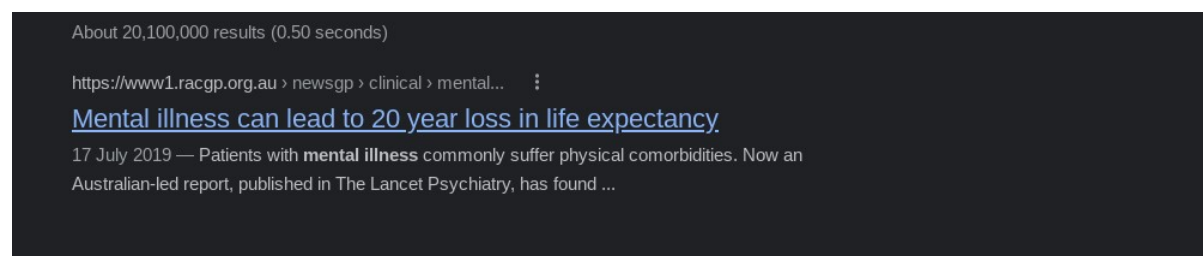 About 20,100,000 results (0.50 seconds)
https://www1.racgp.org.au › newsgp › clinical › mental...
Mental illness can lead to 20 year loss in life expectancy
17 July 2019 — Patients with mental illness commonly suffer physical comorbidities. Now an
Australian-led report, published in The Lancet Psychiatry, has found ...